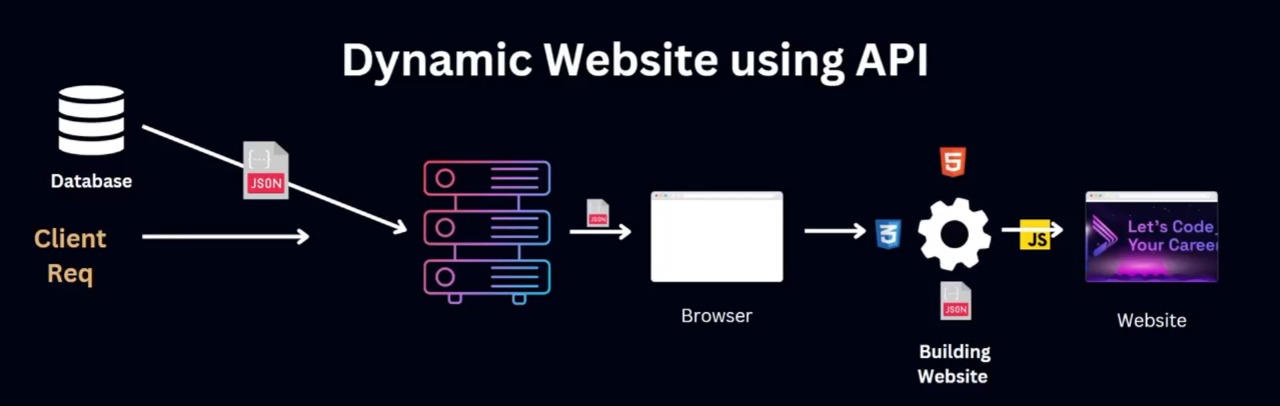 Dynamic Website using API
Database
{...}
JSON
Client
Req
JSON
Browser
5
3
JS
{...}
JSON
Building
Website
Let's Code
Your Career
Website